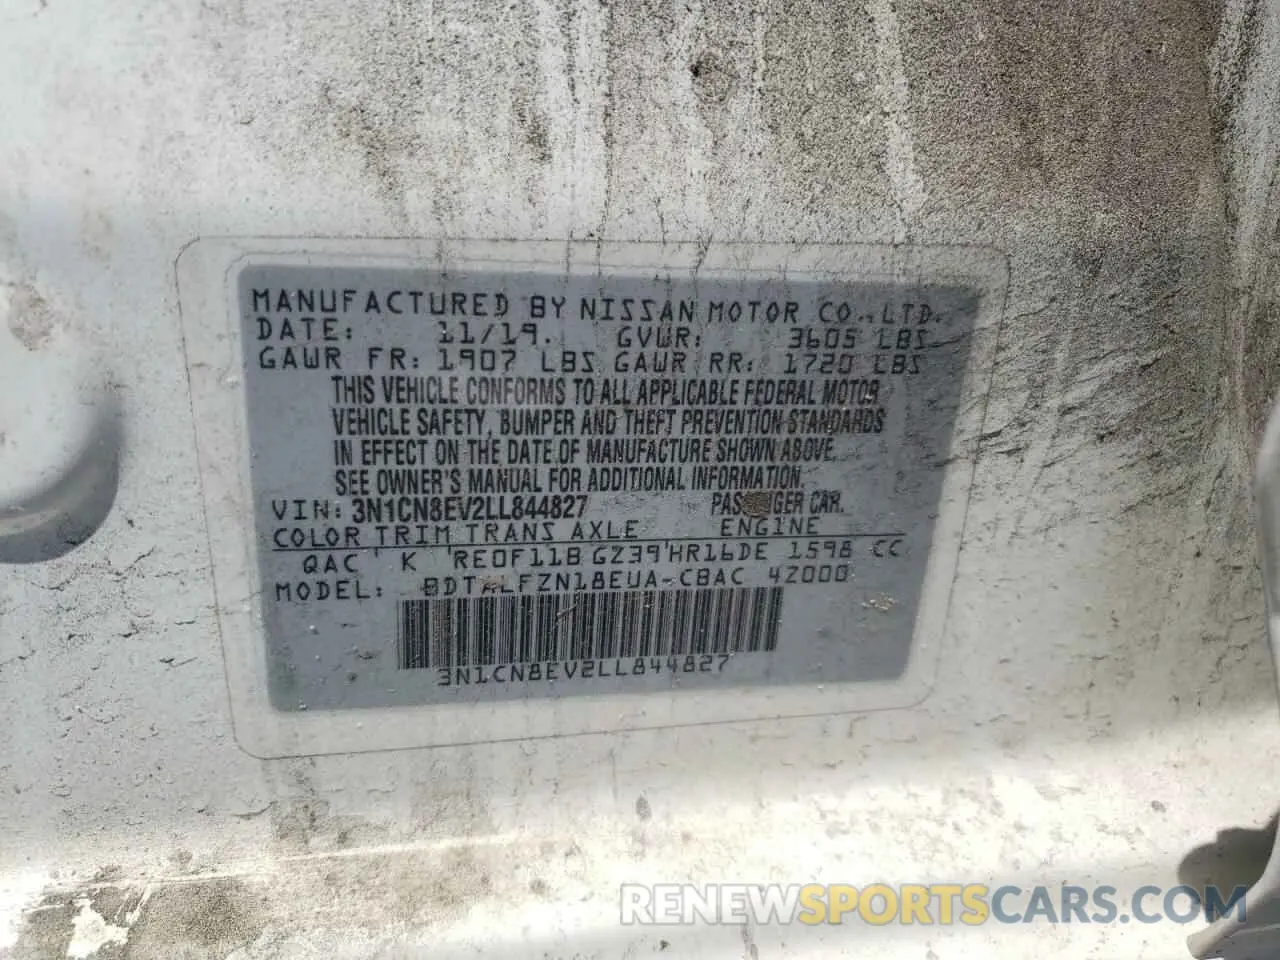 MANUFACTURED BY NISSAN MOTOR CO.,LTD.
DATE: 11/19. GVWR: 3605 LBS
GAWR FR: 1907 LBS GAWR RR: 1720 LBS
THIS VEHICLE CONFORMS TO ALL APPLICABLE FEDERAL MOTOR
VEHICLE SAFETY, BUMPER AND THEFT PREVENTION STANDARDS
IN EFFECT ON THE DATE OF MANUFACTURE SHOWN ABOVE.
SEE OWNER'S MANUAL FOR ADDITIONAL INFORMATION.
VIN: 3N1CN8EV2LL844827 CAR.
COLOR TRIM TRANS AXLE ENGINE
QAC K RE0F11B GZ39 HR16DE 1598 CC
MODEL: 42000
3N1CN8EV2LL844827
RENEWSPORTSCARS.COM